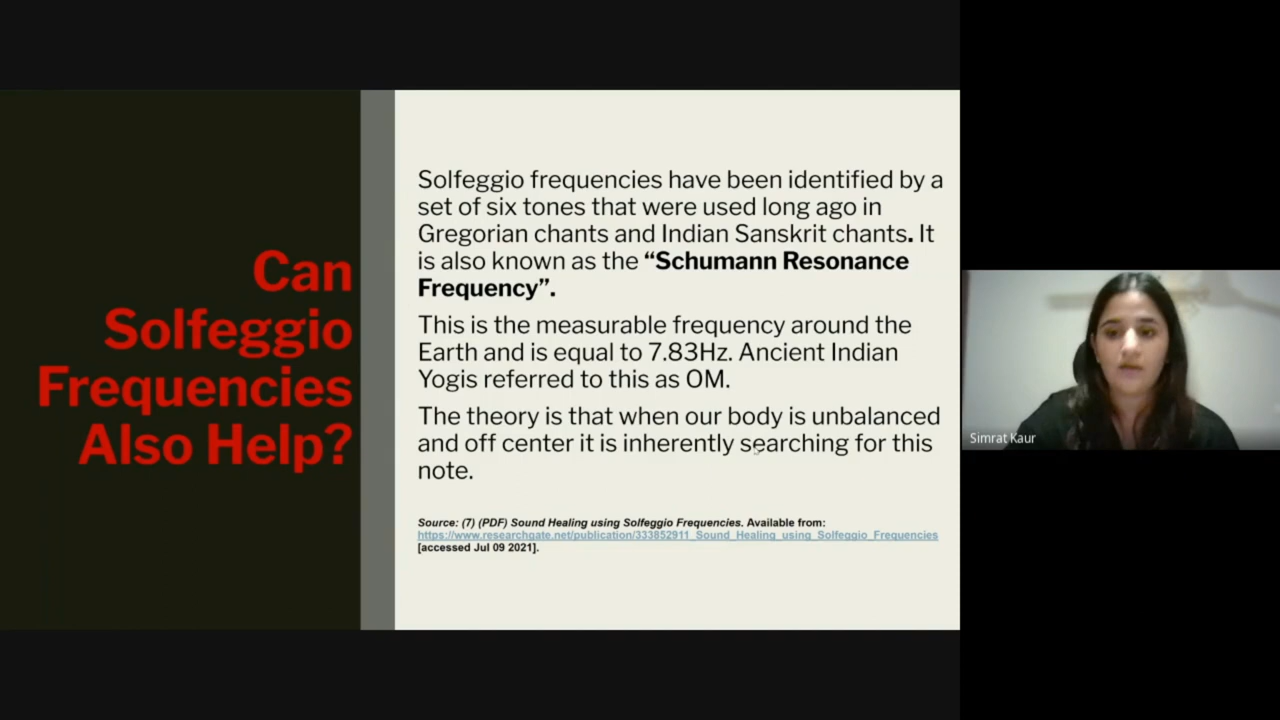 Can
Solfeggio
Frequencies
Also Help?
Solfeggio frequencies have been identified by a
set of six tones that were used long ago in
Gregorian chants and Indian Sanskrit chants. It
is also known as the “Schumann Resonance
Frequency”.
This is the measurable frequency around the
Earth and is equal to 7.83Hz. Ancient Indian
Yogis referred to this as OM.
The theory is that when our body is unbalanced
and off center it is inherently searching for this
note.
Source: (7) (PDF) Sound Healing using Solfeggio Frequencies. Available from:
https://www.researchgate.net/publication/333852911_Sound_Healing_using_Solfeggio_Frequencies
[accessed Jul 09 2021].
Simrat Kaur